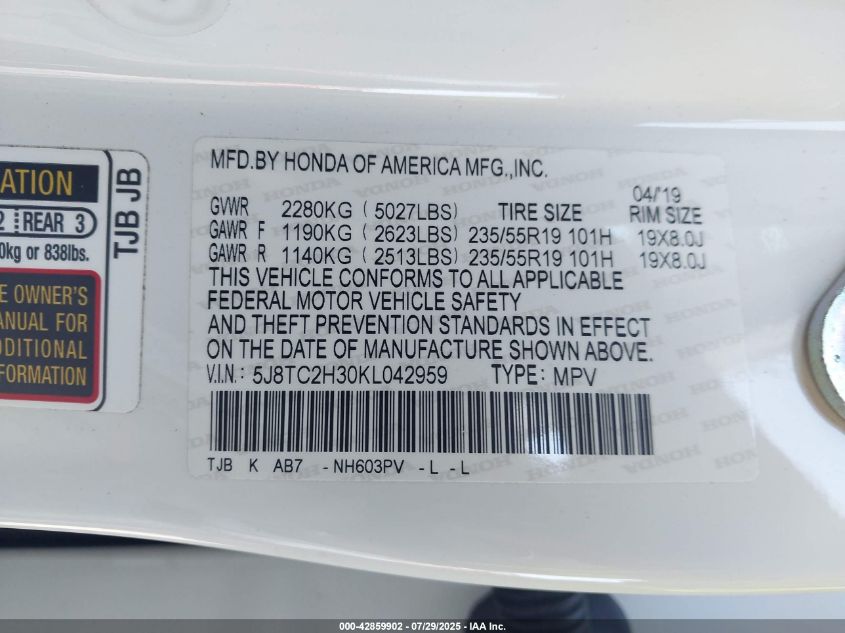 ATION
2 REAR 3
0kg or 838lbs.
E OWNER'S
ANUAL FOR
DDITIONAL
FORMATION
TJB JB
MFD.BY HONDA OF AMERICA MFG.,INC.
04/'19
GVWR 2280KG (5027LBS) TIRE SIZE RIM SIZE
GAWR F 1190KG (2623LBS) 235/55R19 101H 19X8.0J
GAWR R 1140KG (2513LBS) 235/55R19 101H 19X8.0J
THIS VEHICLE CONFORMS TO ALL APPLICABLE
FEDERAL MOTOR VEHICLE SAFETY
AND THEFT PREVENTION STANDARDS IN EFFECT
ON THE DATE OF MANUFACTURE SHOWN ABOVE.
V.I.N.: 5J8TC2H30KL042959 TYPE: MPV
TJB K AB7 - NH603PV - L - L
000-42859902 - 07/29/2025 - IAA Inc.